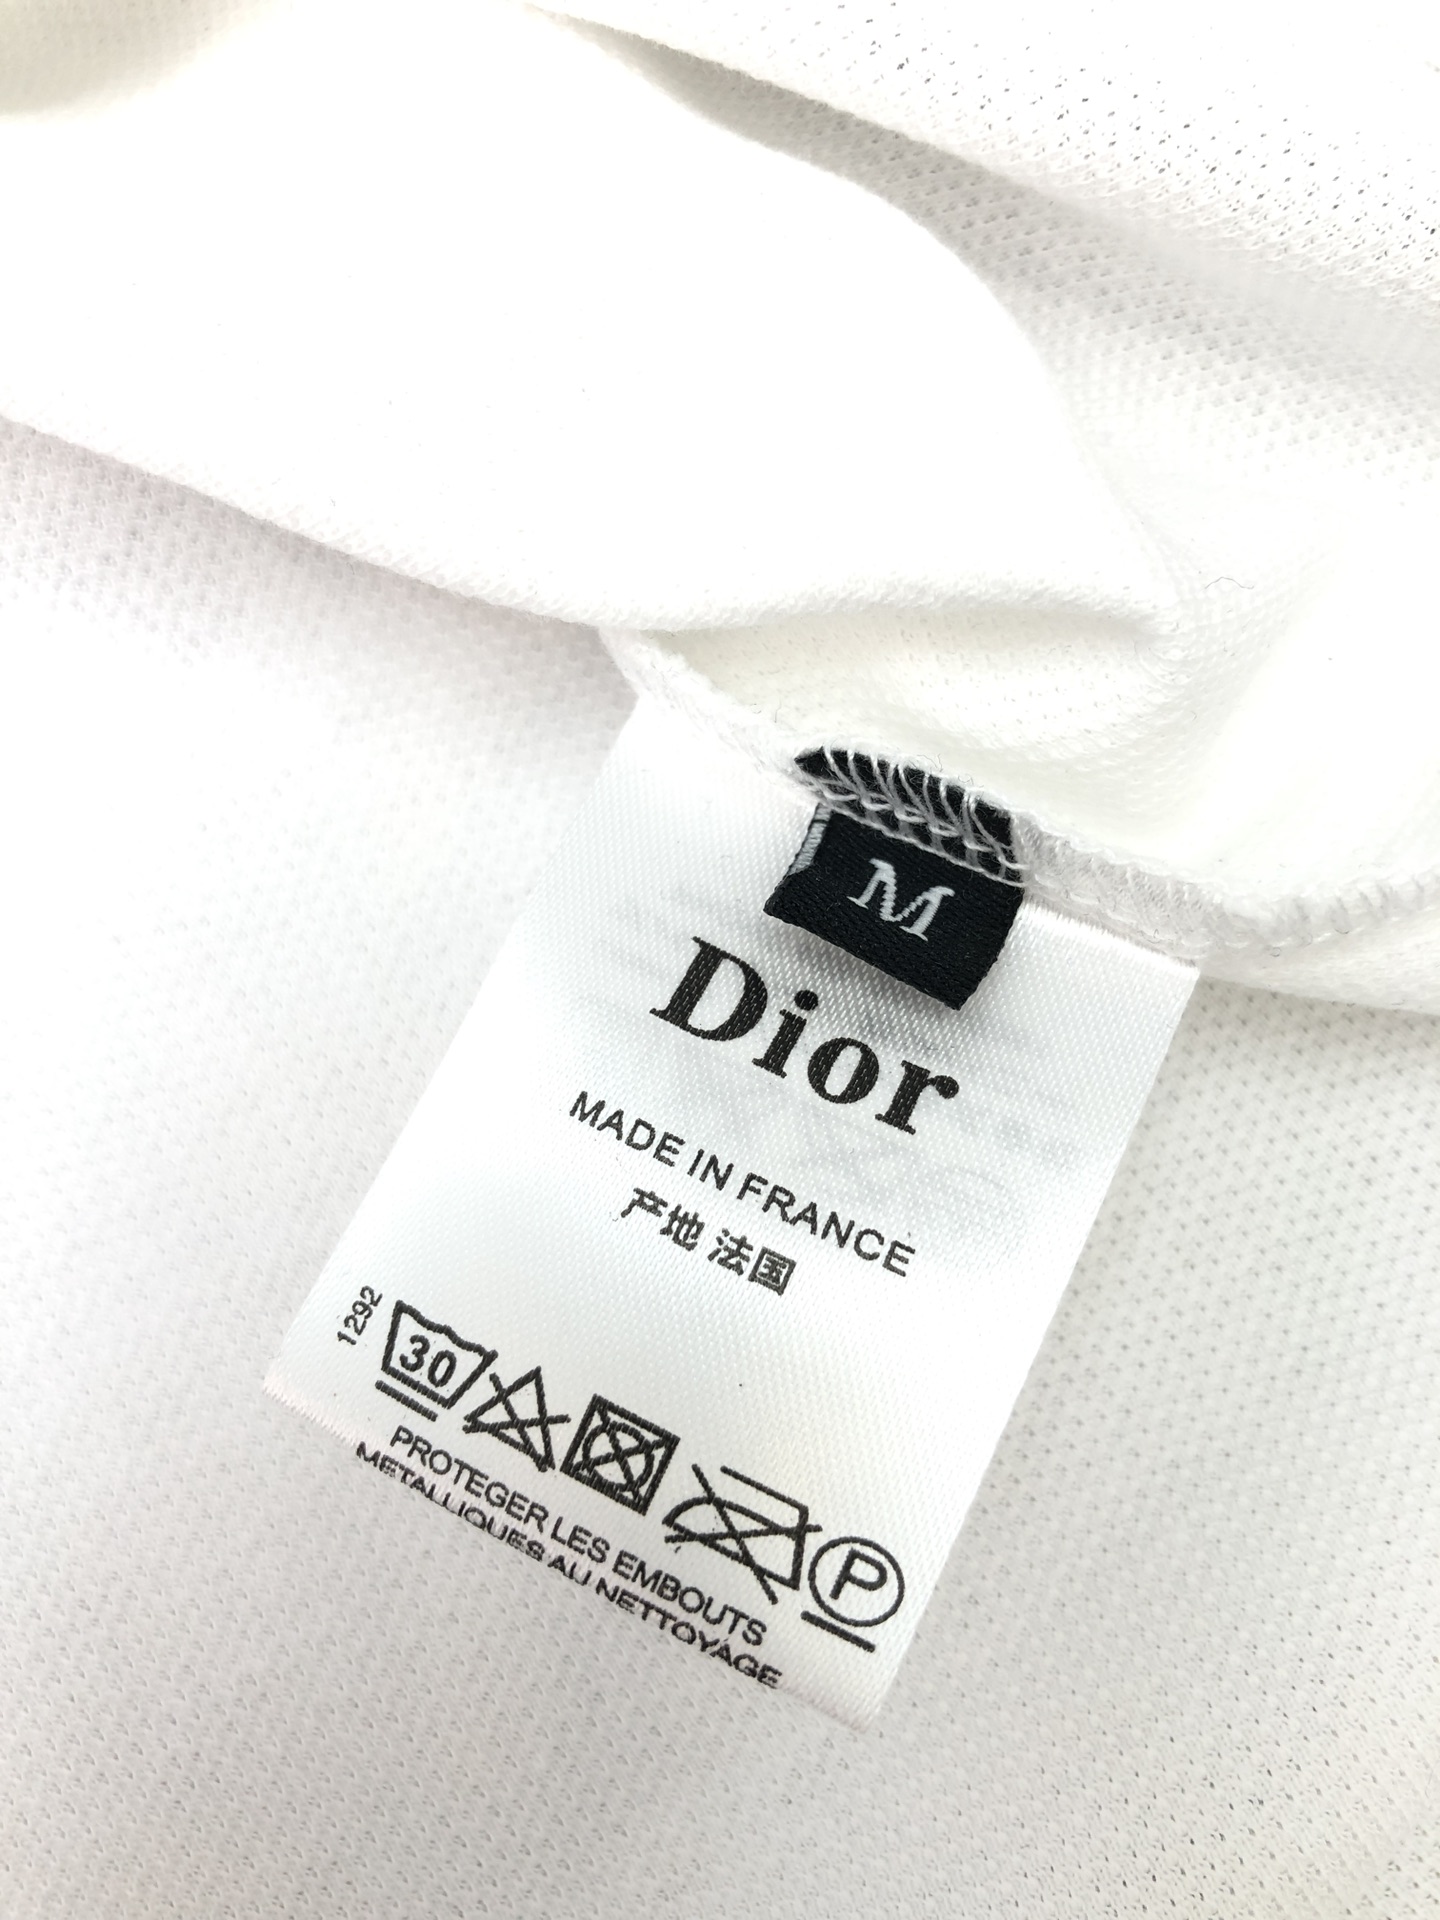 M
Dior
MADE IN FRANCE
产地 法国
1292
30
P
PROTEGER LES EMBOUTS
METALLIQUES AU NETTOYAGE